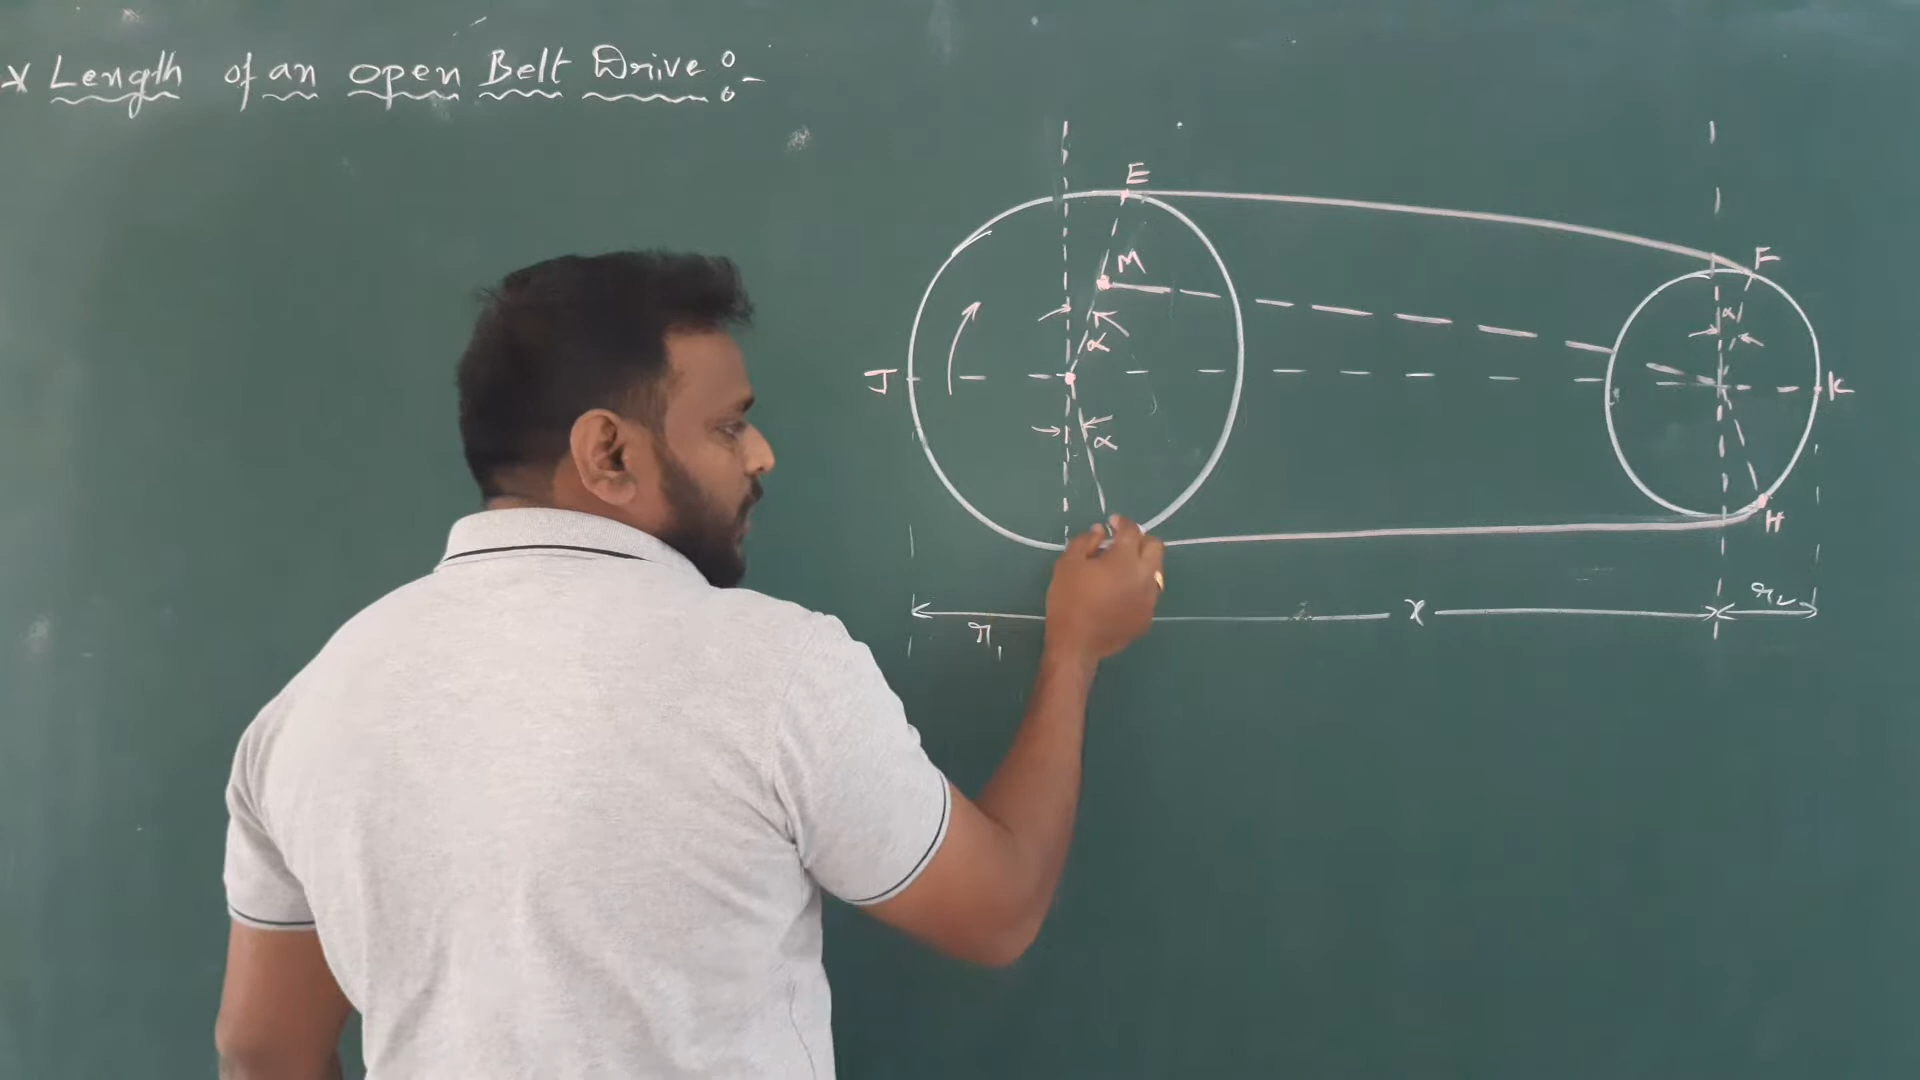 * Length of an open Belt Drive :-
E
M
F
α
α
J
K
α
H
x
r₂
r₁